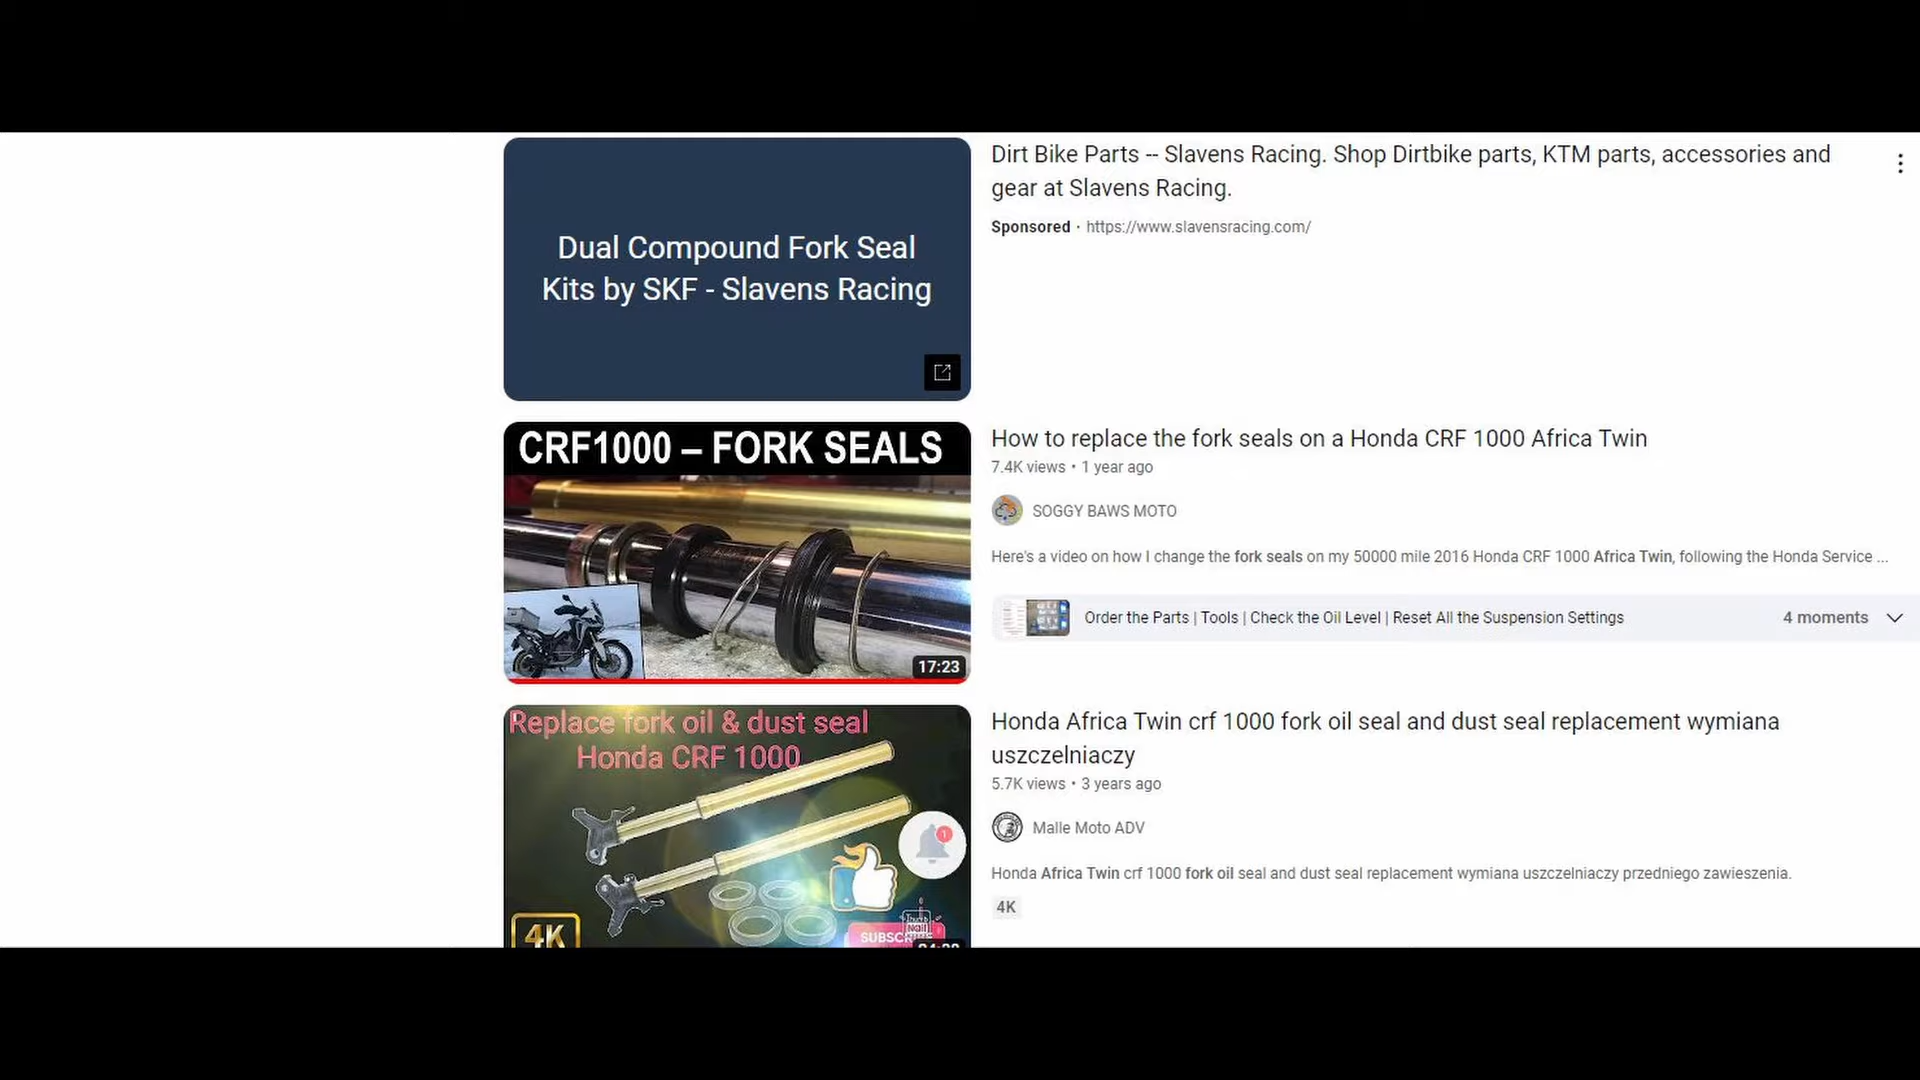 Dual Compound Fork Seal
Kits by SKF - Slavens Racing
Dirt Bike Parts -- Slavens Racing. Shop Dirtbike parts, KTM parts, accessories and
gear at Slavens Racing.
Sponsored · https://www.slavensracing.com/
CRF1000 – FORK SEALS
17:23
How to replace the fork seals on a Honda CRF 1000 Africa Twin
7.4K views • 1 year ago
SOGGY BAWS MOTO
Here's a video on how I change the fork seals on my 50000 mile 2016 Honda CRF 1000 Africa Twin, following the Honda Service ...
Order the Parts | Tools | Check the Oil Level | Reset All the Suspension Settings
4 moments
Replace fork oil & dust seal
Honda CRF 1000
1
4K
Honda Africa Twin crf 1000 fork oil seal and dust seal replacement wymiana
uszczelniaczy
5.7K views • 3 years ago
Malle Moto ADV
Honda Africa Twin crf 1000 fork oil seal and dust seal replacement wymiana uszczelniaczy przedniego zawieszenia.
4K